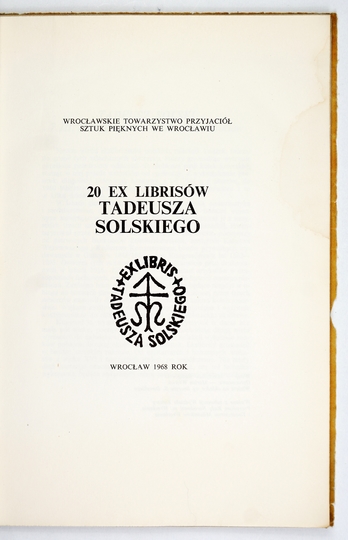 WROCŁAWSKIE TOWARZYSTWO PRZYJACIÓŁ
SZTUK PIĘKNYCH WE WROCŁAWIU
20 EX LIBRISÓW
TADEUSZA
SOLSKIEGO
EXLIBRIS
TADEUSZA SOLSKIEGO
WROCŁAW 1968 ROK